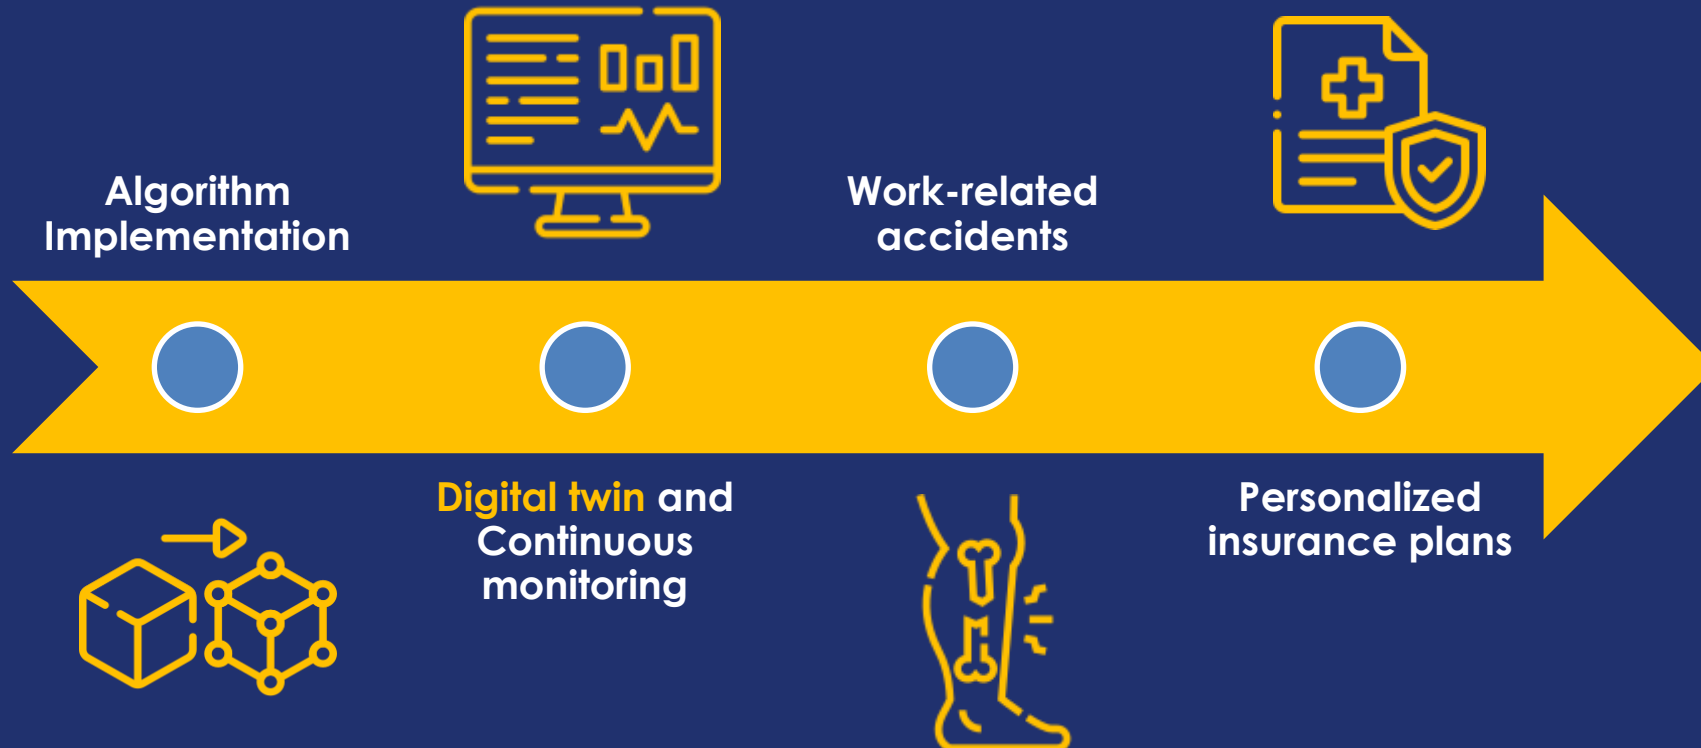 Algorithm
Implementation
Digital twin and
Continuous
monitoring
Work-related
accidents
Personalized
insurance plans